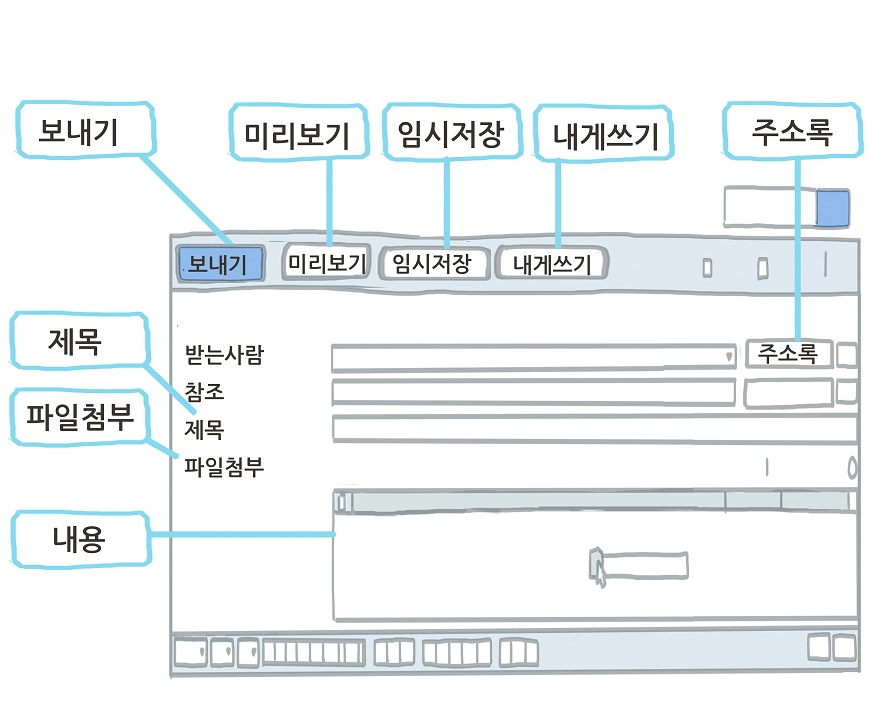 보내기
미리보기
임시저장
내게쓰기
주소록
보내기
미리보기
임시저장
내게쓰기
제목
받는사람
주소록
참조
파일첨부
제목
파일첨부
내용